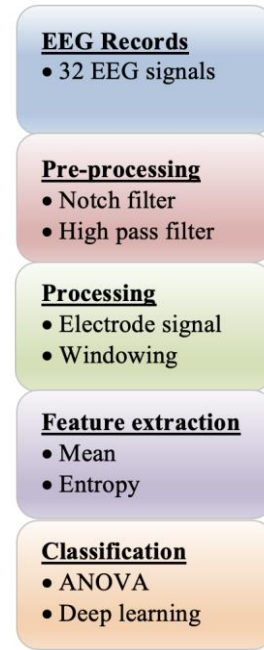 EEG Records
• 32 EEG signals
Pre-processing
• Notch filter
• High pass filter
Processing
• Electrode signal
• Windowing
Feature extraction
• Mean
• Entropy
Classification
• ANOVA
• Deep learning